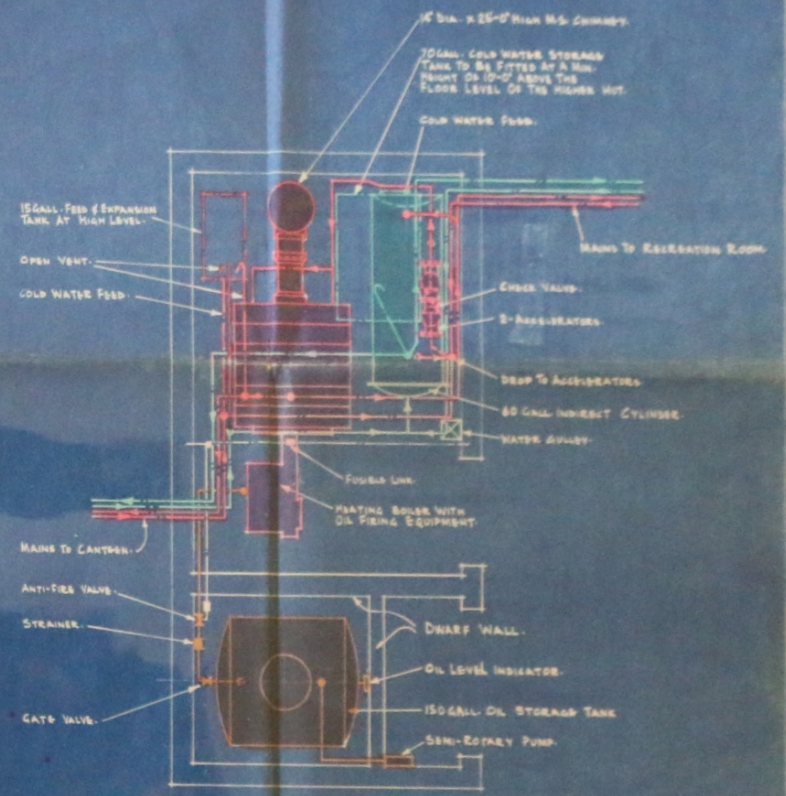 18" DIA. x 25'-0" HIGH M.S. CHIMNEY.
70 GALL. COLD WATER STORAGE
TANK TO BE FITTED AT A MIN.
HEIGHT OF 10'-0" ABOVE THE
FLOOR LEVEL OF THE HIGHER HUT.
COLD WATER FEED.
15 GALL. FEED & EXPANSION
TANK AT HIGH LEVEL.
MAINS TO RECREATION ROOM
OPEN VENT.
COLD WATER FEED.
CHECK VALVE.
2-ACCELERATORS.
DROP TO ACCELERATORS
60 GALL INDIRECT CYLINDER.
WATER GULLEY.
FUSIBLE LINK.
HEATING BOILER WITH
OIL FIRING EQUIPMENT.
MAINS TO CANTEEN.
ANTI-FIRE VALVE.
STRAINER.
DWARF WALL.
OIL LEVEL INDICATOR.
GATE VALVE.
150 GALL. OIL STORAGE TANK
SEMI-ROTARY PUMP.